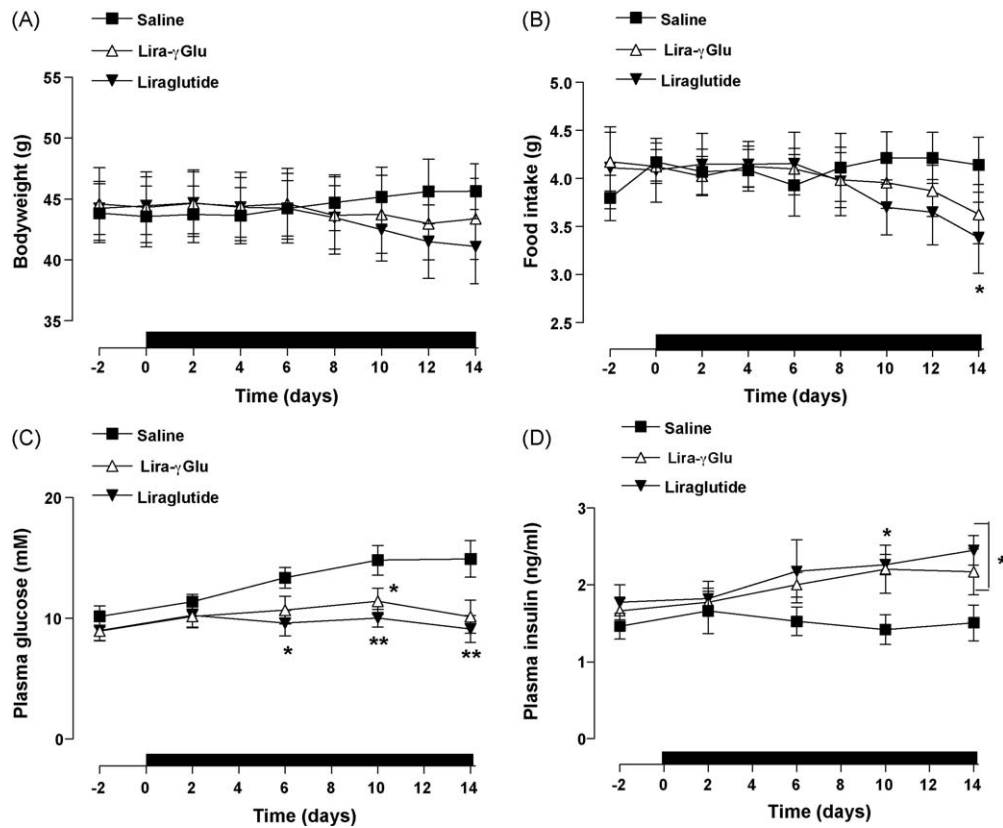 (A)
Saline
Lira-γGlu
Liraglutide
55
50
45
40
35
Bodyweight (g)
-2 0 2 4 6 8 10 12 14
Time (days)
(B)
Saline
Lira-γGlu
Liraglutide
5.0
4.5
4.0
3.5
3.0
2.5
Food intake (g)
*
-2 0 2 4 6 8 10 12 14
Time (days)
(C)
Saline
Lira-γGlu
Liraglutide
20
10
0
Plasma glucose (mM)
*
* ** **
-2 0 2 4 6 8 10 12 14
Time (days)
(D)
Saline
Lira-γGlu
Liraglutide
3
2
1
0
Plasma insulin (ng/ml)
*
*
-2 0 2 4 6 8 10 12 14
Time (days)